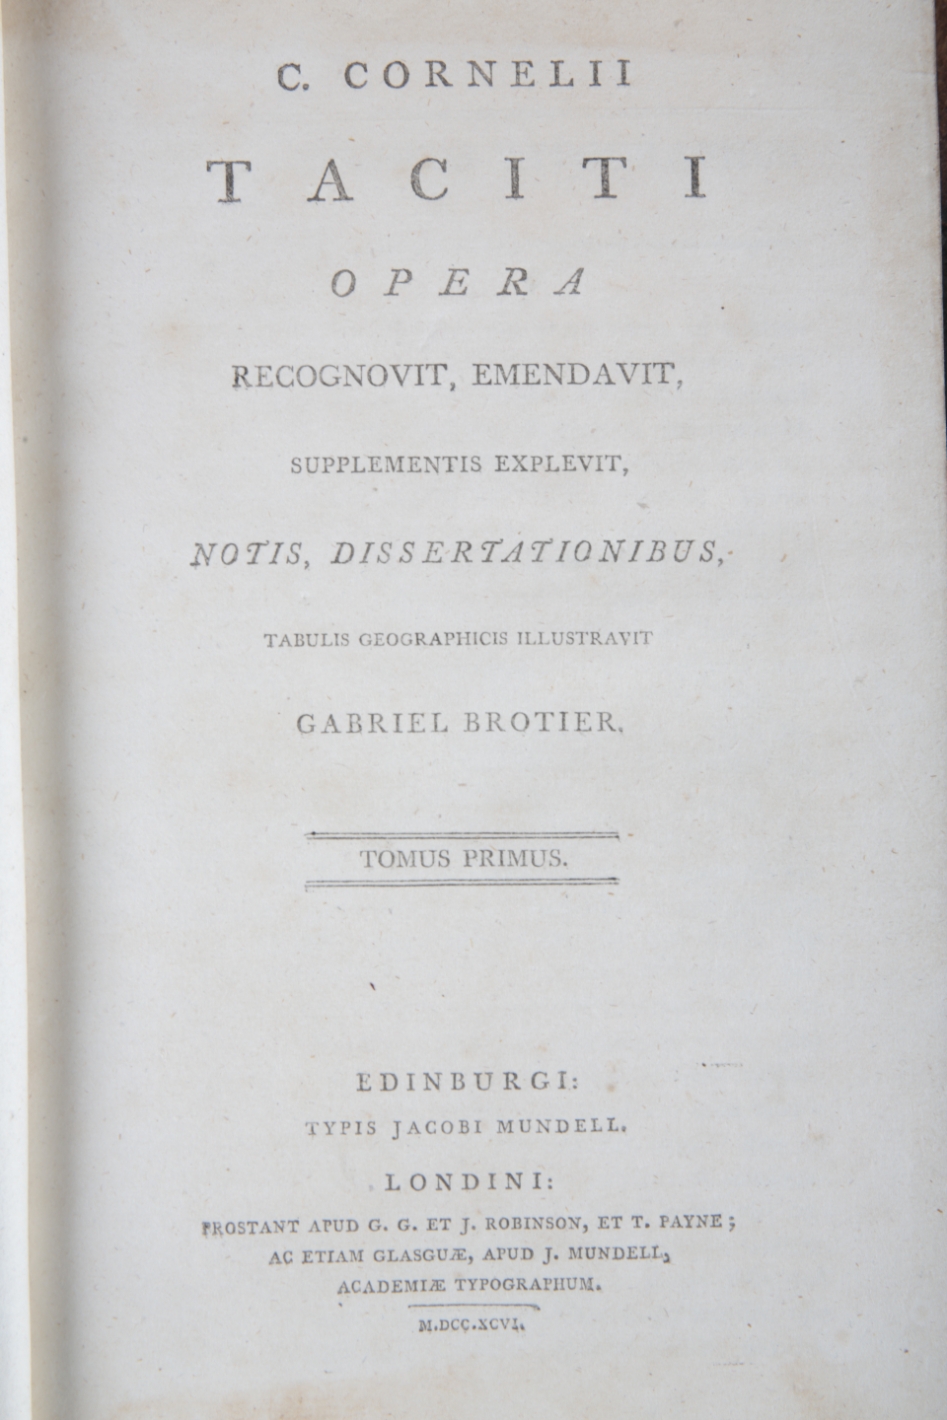 C. CORNELII
TACITI
OPERA
RECOGNOVIT, EMENDAVIT,
SUPPLEMENTIS EXPLEVIT,
NOTIS, DISSERTATIONIBUS,
TABULIS GEOGRAPHICIS ILLUSTRAVIT
GABRIEL BROTIER.
TOMUS PRIMUS.
EDINBURGI:
TYPIS JACOBI MUNDELL.
LONDINI:
PROSTANT APUD G. G. ET J. ROBINSON, ET T. PAYNE;
AC ETIAM GLASGUÆ, APUD J. MUNDELL,
ACADEMIÆ TYPOGRAPHUM.
M.DCC.XCVI.